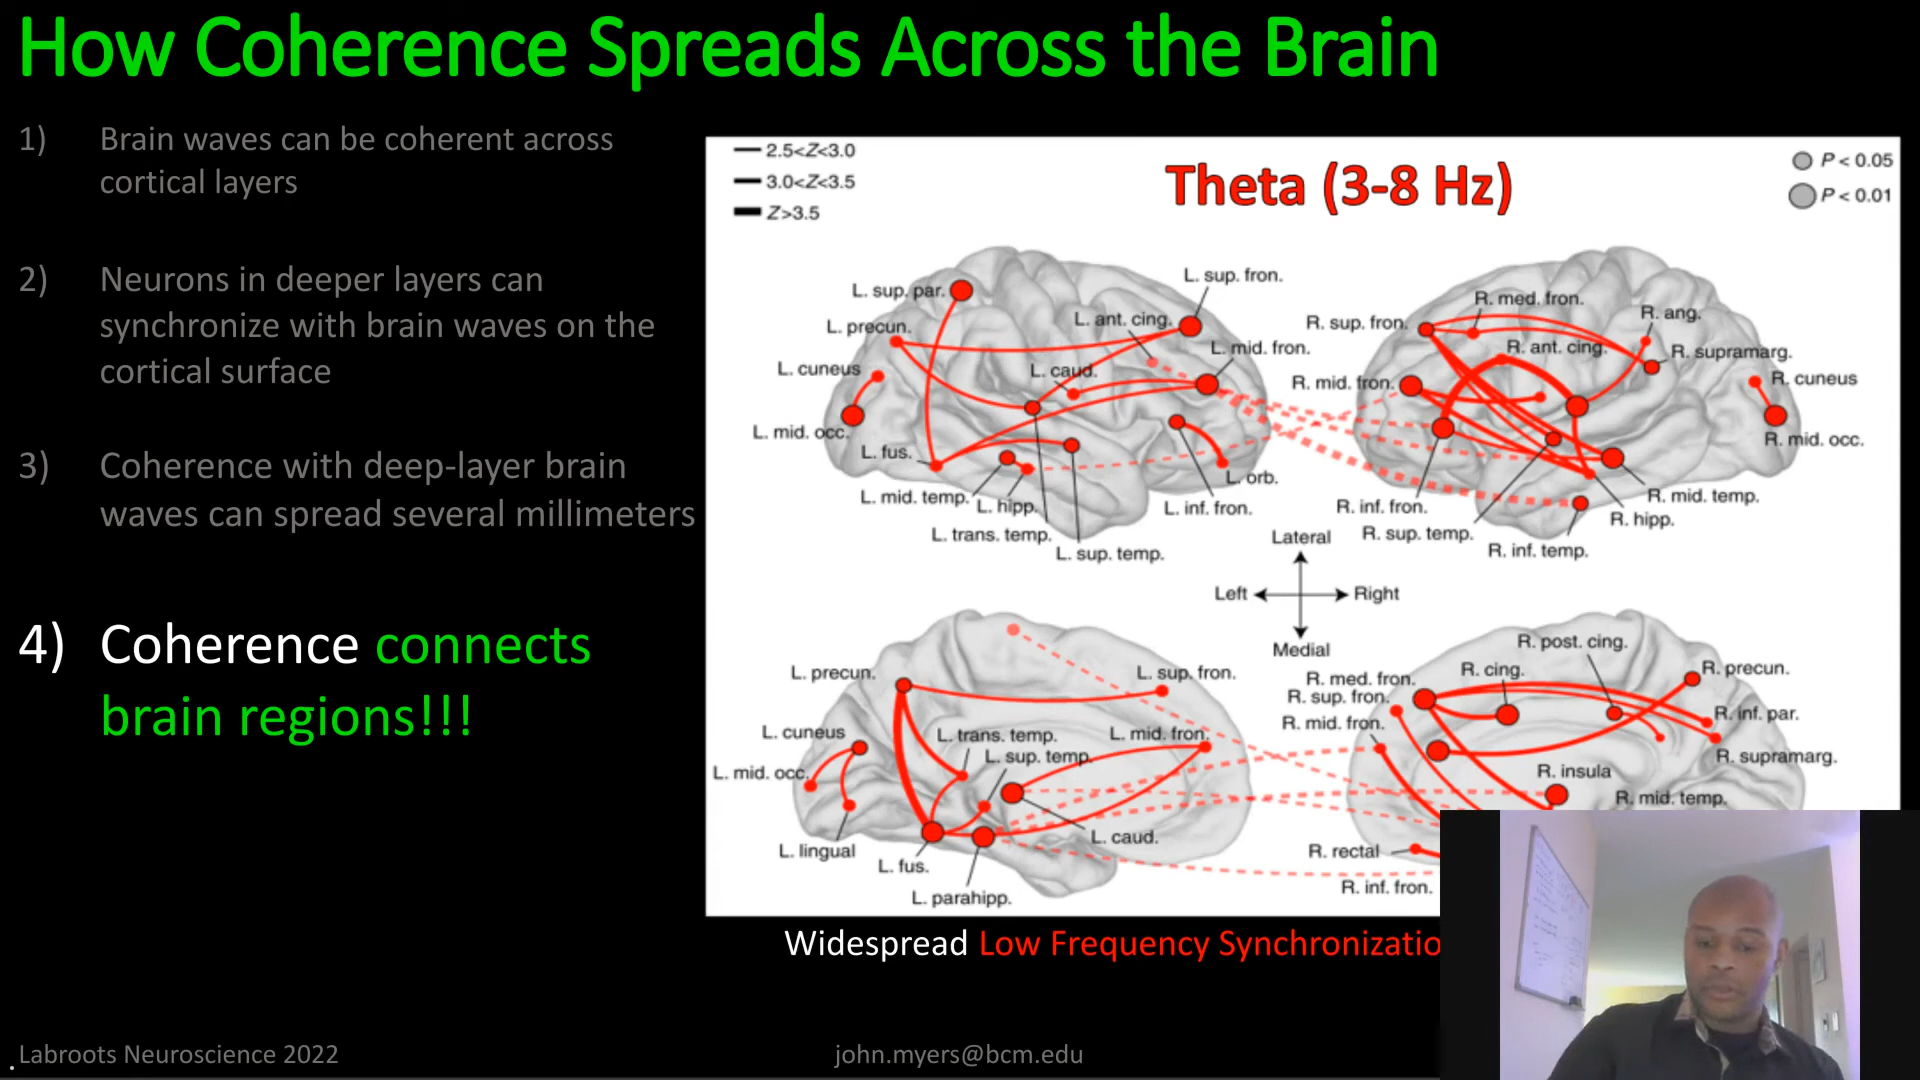 How Coherence Spreads Across the Brain
1) Brain waves can be coherent across
cortical layers
2) Neurons in deeper layers can
synchronize with brain waves on the
cortical surface
3) Coherence with deep-layer brain
waves can spread several millimeters
4) Coherence connects
brain regions!!!
2.5<Z<3.0
3.0<Z<3.5
Z>3.5
Theta (3-8 Hz)
P < 0.05
P < 0.01
L. sup. par.
L. sup. fron.
L. precun.
L. ant. cing.
L. mid. fron.
L. cuneus
L. caud.
L. mid. occ.
L. fus.
L. mid. temp.
L. hipp.
L. orb.
L. inf. fron.
L. trans. temp.
L. sup. temp.
R. med. fron.
R. sup. fron.
R. ang.
R. ant. cing.
R. supramarg.
R. mid. fron.
R. cuneus
R. mid. occ.
R. inf. fron.
R. mid. temp.
R. sup. temp.
R. hipp.
R. inf. temp.
Lateral
Left
Right
Medial
L. precun.
L. sup. fron.
L. cuneus
L. trans. temp.
L. mid. fron.
L. sup. temp.
L. mid. occ.
L. caud.
L. lingual
L. fus.
L. parahipp.
R. post. cing.
R. cing.
R. precun.
R. med. fron.
R. sup. fron.
R. mid. fron.
R. inf. par.
R. supramarg.
R. insula
R. mid. temp.
R. rectal
R. inf. fron.
Widespread Low Frequency Synchronizatio
Labroots Neuroscience 2022
john.myers@bcm.edu